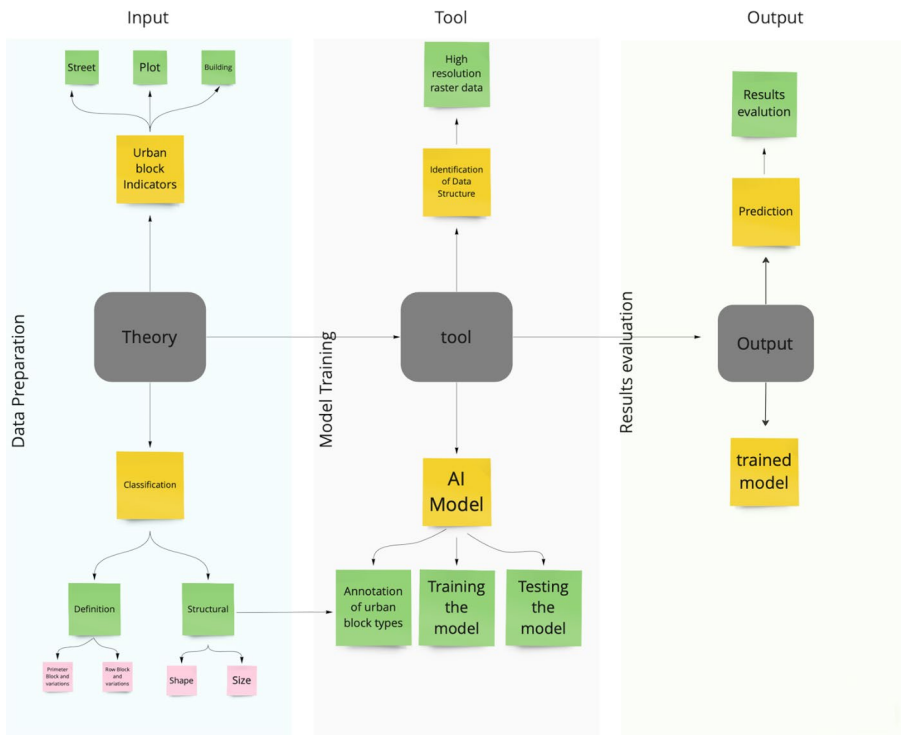 Input
Tool
Output
Street
Plot
Building
Urban
block
Indicators
Theory
Data Preparation
Classification
Definition
Structural
Primeter
Block and
variations
Raw Block
and
variations
Shape
Size
High
resolution
raster data
Identification
of Data
Structure
tool
Model Training
AI
Model
Annotation
of urban
block types
Training
the
model
Testing
the
model
Results
evalution
Prediction
Output
Results evaluation
trained
model